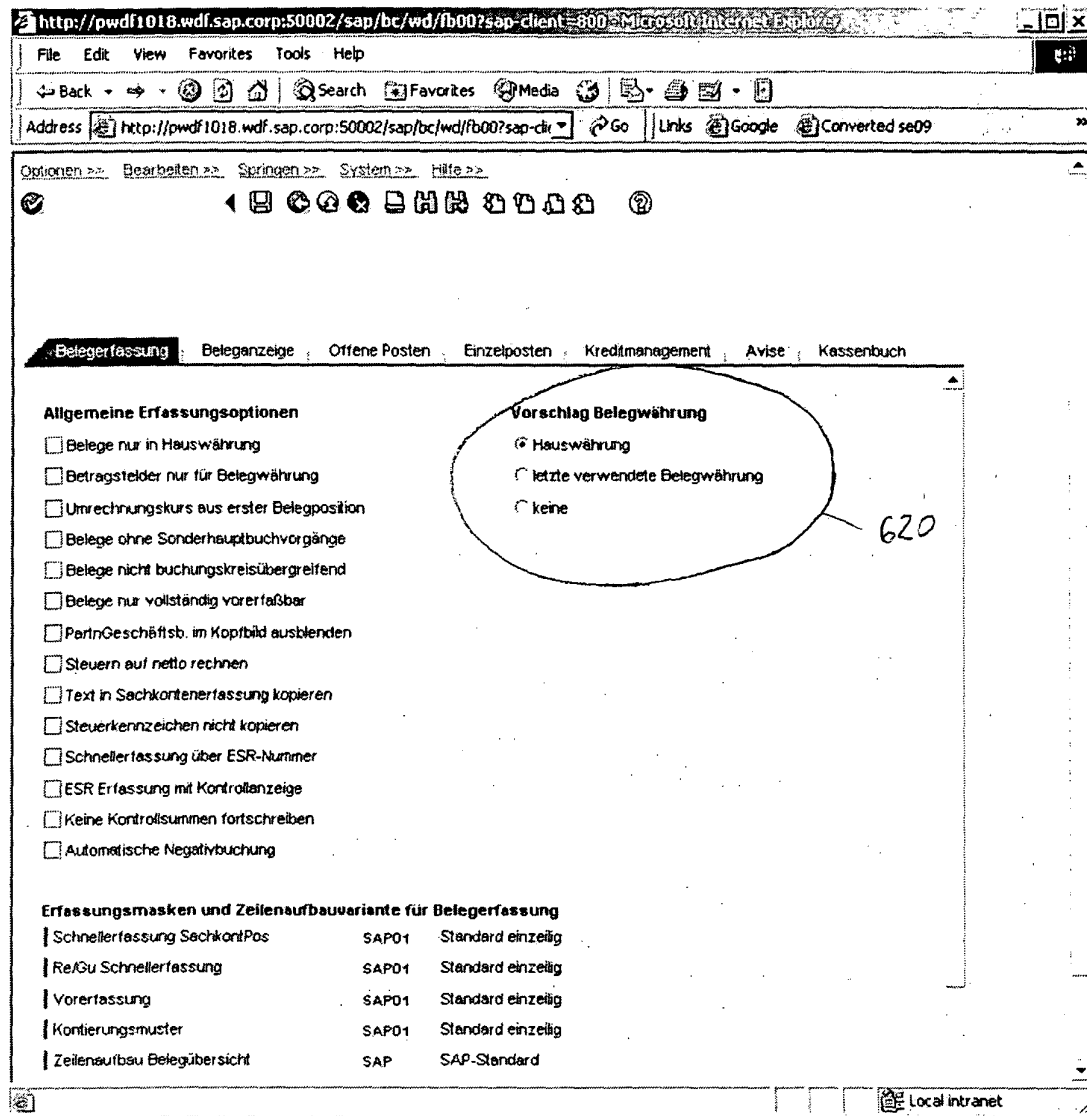 http://pwdf1018.wdf.sap.corp:50002/sap/bc/wd/fb00?sap-client=800 - Microsoft Internet Explorer
File Edit View Favorites Tools Help
Back Search Favorites Media
Address http://pwdf1018.wdf.sap.corp:50002/sap/bc/wd/fb00?sap-clie Go Links Google Converted se09 »
Optionen >> Bearbeiten >> Springen >> System >> Hilfe >>
Belegerfassung Beleganzeige Offene Posten Einzelposten Kreditmanagement Avise Kassenbuch
Allgemeine Erfassungsoptionen Vorschlag Belegwährung
Belege nur in Hauswährung Hauswährung
Betragsfelder nur für Belegwährung letzte verwendete Belegwährung
Umrechnungskurs aus erster Belegposition keine
620
Belege ohne Sonderhauptbuchvorgänge
Belege nicht buchungskreisübergreifend
Belege nur vollständig vorerfaßbar
PartnGeschäftsb. im Kopfbild ausblenden
Steuern auf netto rechnen
Text in Sachkontenerfassung kopieren
Steuerkennzeichen nicht kopieren
Schnellerfassung über ESR-Nummer
ESR Erfassung mit Kontrollanzeige
Keine Kontrollsummen fortschreiben
Automatische Negativbuchung
Erfassungsmasken und Zeilenaufbauvariante für Belegerfassung
Schnellerfassung SachkontPos SAP01 Standard einzeilig
Re/Gu Schnellerfassung SAP01 Standard einzeilig
Vorerfassung SAP01 Standard einzeilig
Kontierungsmuster SAP01 Standard einzeilig
Zeilenaufbau Belegübersicht SAP SAP-Standard
Local intranet